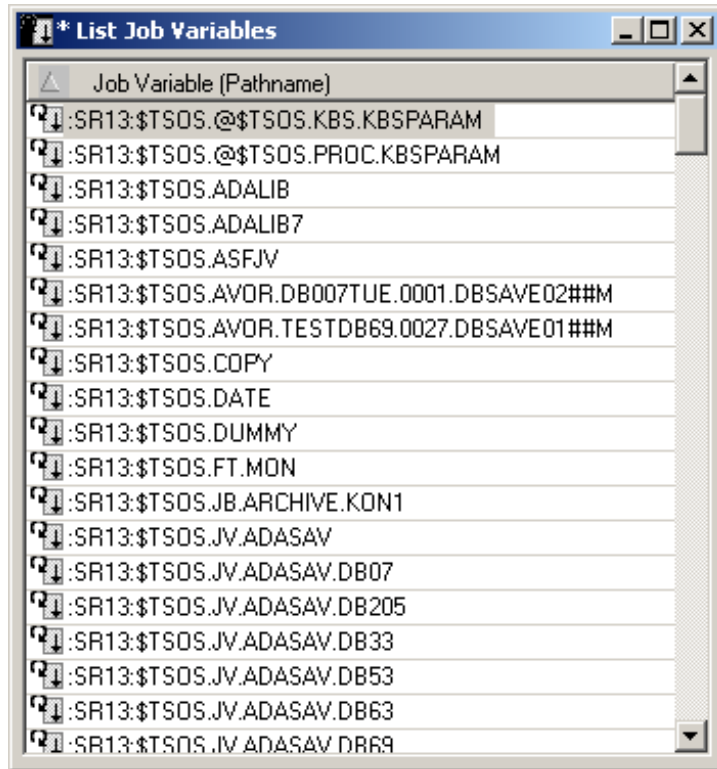 * List Job Variables
Job Variable (Pathname)
:SR13:$TSOS.@$TSOS.KBS.KBSPARAM
:SR13:$TSOS.@$TSOS.PROC.KBSPARAM
:SR13:$TSOS.ADALIB
:SR13:$TSOS.ADALIB7
:SR13:$TSOS.ASFJV
:SR13:$TSOS.AVOR.DB007TUE.0001.DBSAVE02##M
:SR13:$TSOS.AVOR.TESTDB69.0027.DBSAVE01##M
:SR13:$TSOS.COPY
:SR13:$TSOS.DATE
:SR13:$TSOS.DUMMY
:SR13:$TSOS.FT.MON
:SR13:$TSOS.JB.ARCHIVE.KON1
:SR13:$TSOS.JV.ADASAV
:SR13:$TSOS.JV.ADASAV.DB07
:SR13:$TSOS.JV.ADASAV.DB205
:SR13:$TSOS.JV.ADASAV.DB33
:SR13:$TSOS.JV.ADASAV.DB53
:SR13:$TSOS.JV.ADASAV.DB63
:SR13:$TSOS.JV.ADASAV.DB69